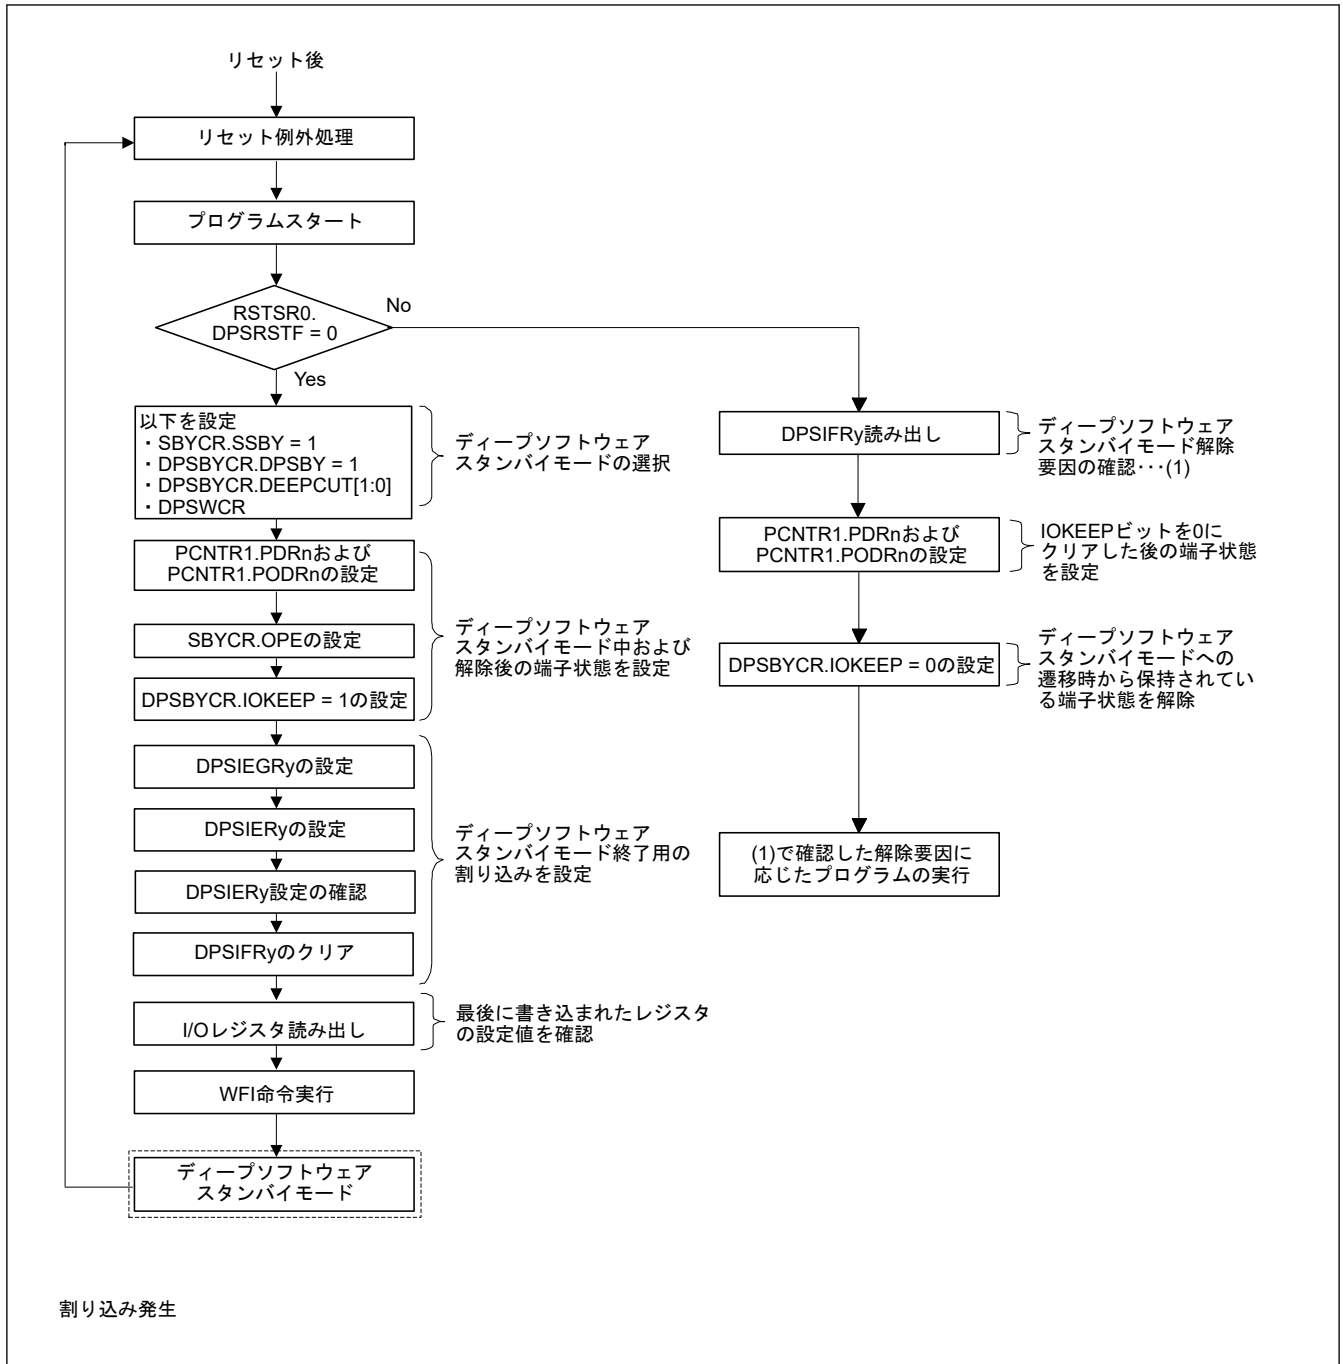 リセット後
リセット例外処理
プログラムスタート
RSTSR0.
DPSRSTF = 0
No
Yes
以下を設定
・SBYCR.SSBY = 1
・DPSBYCR.DPSBY = 1
・DPSBYCR.DEEPCUT[1:0]
・DPSWCR
ディープソフトウェア
スタンバイモードの選択
PCNTR1.PDRnおよび
PCNTR1.PODRnの設定
SBYCR.OPEの設定
DPSBYCR.IOKEEP = 1の設定
ディープソフトウェア
スタンバイモード中および
解除後の端子状態を設定
DPSIEGRyの設定
DPSIERyの設定
DPSIERy設定の確認
DPSIFRyのクリア
ディープソフトウェア
スタンバイモード終了用の
割り込みを設定
I/Oレジスタ読み出し
最後に書き込まれたレジスタ
の設定値を確認
WFI命令実行
ディープソフトウェア
スタンバイモード
割り込み発生
DPSIFRy読み出し
ディープソフトウェア
スタンバイモード解除
要因の確認･･･(1)
PCNTR1.PDRnおよび
PCNTR1.PODRnの設定
IOKEEPビットを0に
クリアした後の端子状態
を設定
DPSBYCR.IOKEEP = 0の設定
ディープソフトウェア
スタンバイモードへの
遷移時から保持されてい
る端子状態を解除
(1)で確認した解除要因に
応じたプログラムの実行